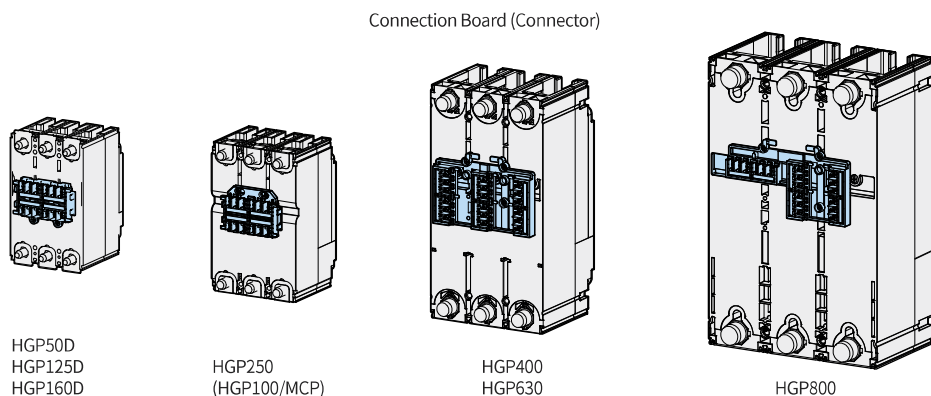 Connection Board (Connector)
HGP50D
HGP125D
HGP160D
HGP250
(HGP100/MCP)
HGP400
HGP630
HGP800